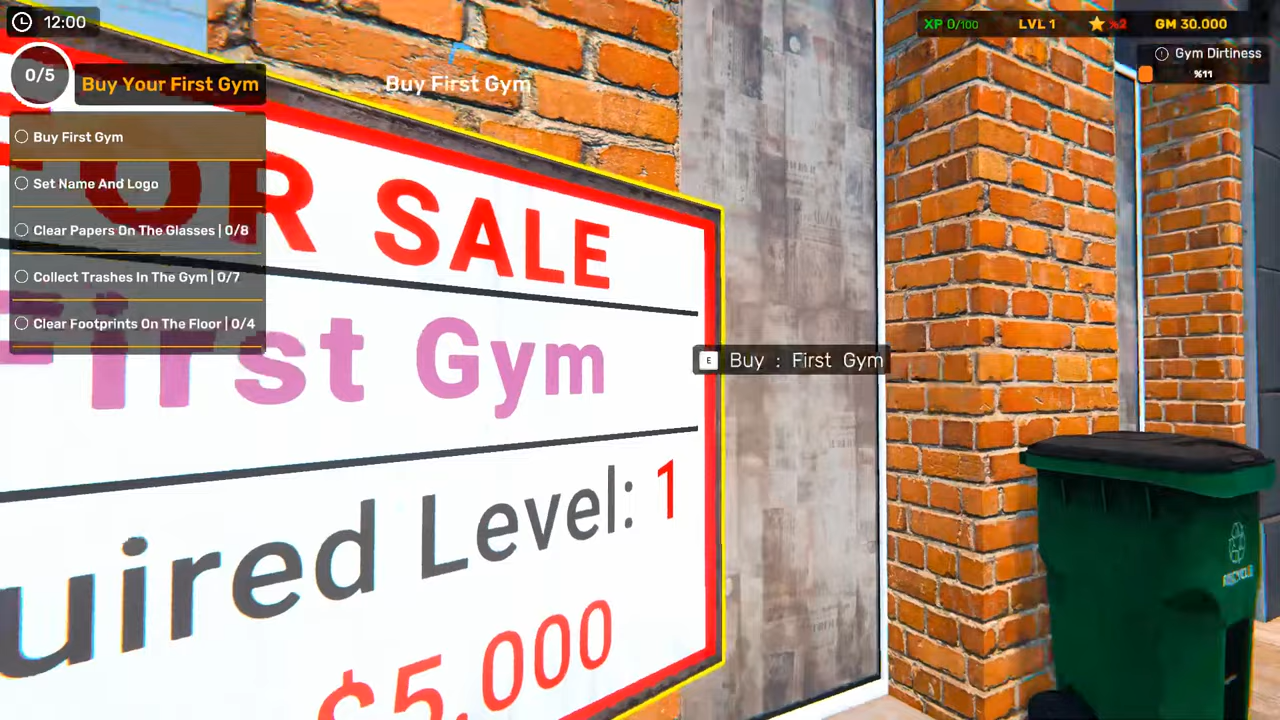 12:00
XP 0/100 LVL 1 %2 GM 30.000
Gym Dirtiness
%11
0/5
Buy Your First Gym
Buy First Gym
Buy First Gym
Set Name And Logo
Clear Papers On The Glasses | 0/8
Collect Trashes In The Gym | 0/7
Clear Footprints On The Floor | 0/4
FOR SALE
First Gym
uired Level: 1
$5.000
E Buy : First Gym